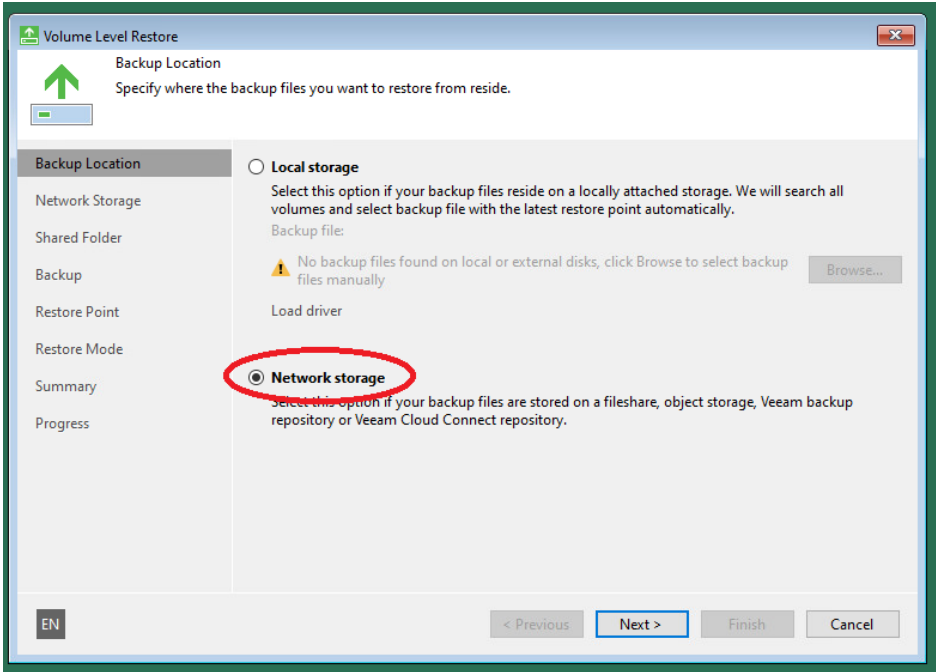 Volume Level Restore
Backup Location
Specify where the backup files you want to restore from reside.
Backup Location
Network Storage
Shared Folder
Backup
Restore Point
Restore Mode
Summary
Progress
Local storage
Select this option if your backup files reside on a locally attached storage. We will search all
volumes and select backup file with the latest restore point automatically.
Backup file:
No backup files found on local or external disks, click Browse to select backup
files manually
Browse...
Load driver
Network storage
Select this option if your backup files are stored on a fileshare, object storage, Veeam backup
repository or Veeam Cloud Connect repository.
EN
< Previous
Next >
Finish
Cancel